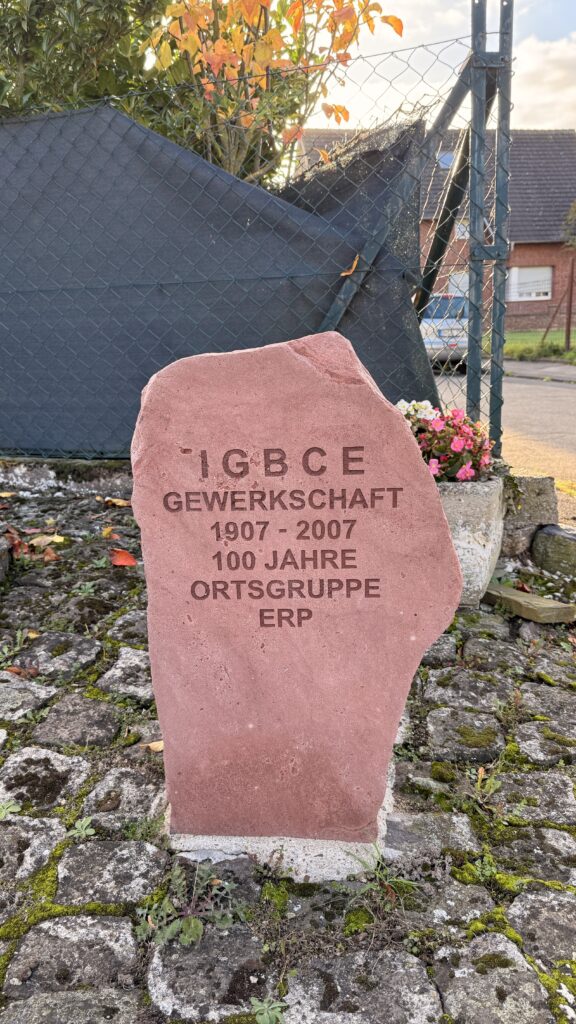 IGBCE
GEWERKSCHAFT
1907 - 2007
100 JAHRE
ORTSGRUPPE
ERP